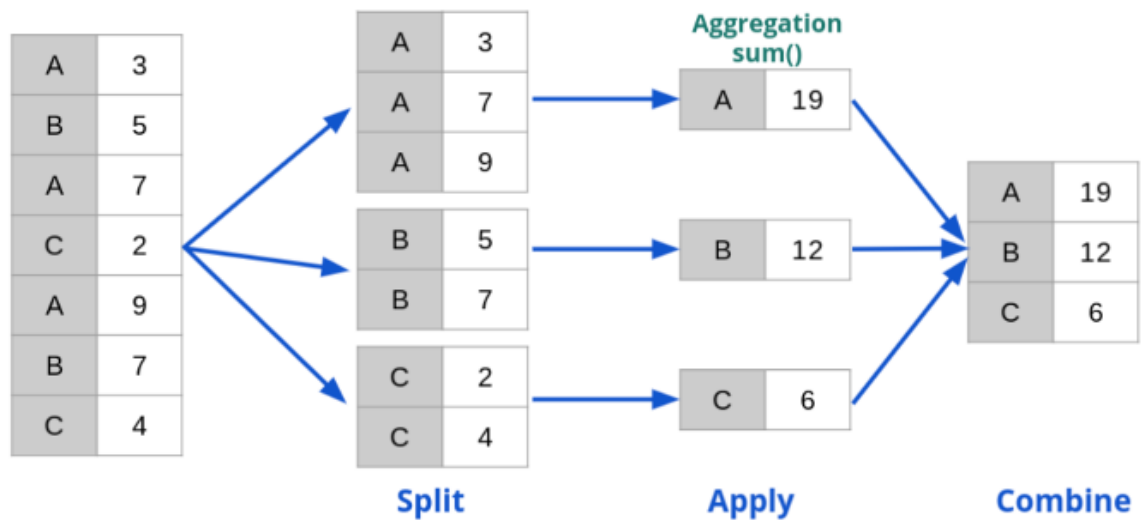 A 3
B 5
A 7
C 2
A 9
B 7
C 4
A 3
A 7
A 9
B 5
B 7
C 2
C 4
Split
Aggregation
sum()
A 19
B 12
C 6
Apply
A 19
B 12
C 6
Combine